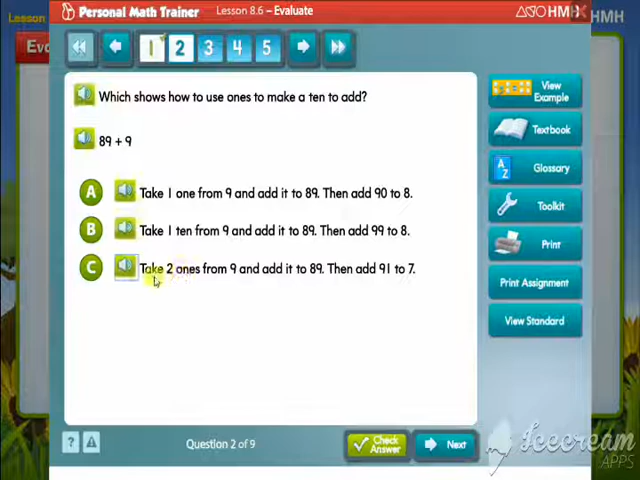 Lesson
Personal Math Trainer Lesson 8.6 - Evaluate
HMH
HMH
1 2 3 4 5
Which shows how to use ones to make a ten to add?
89 + 9
A Take 1 one from 9 and add it to 89. Then add 90 to 8.
B Take 1 ten from 9 and add it to 89. Then add 99 to 8.
C Take 2 ones from 9 and add it to 89. Then add 91 to 7.
View Example
Textbook
A Z Glossary
Toolkit
Print
Print Assignment
View Standard
? Question 2 of 9 Check Answer Next
Icecream
APPS